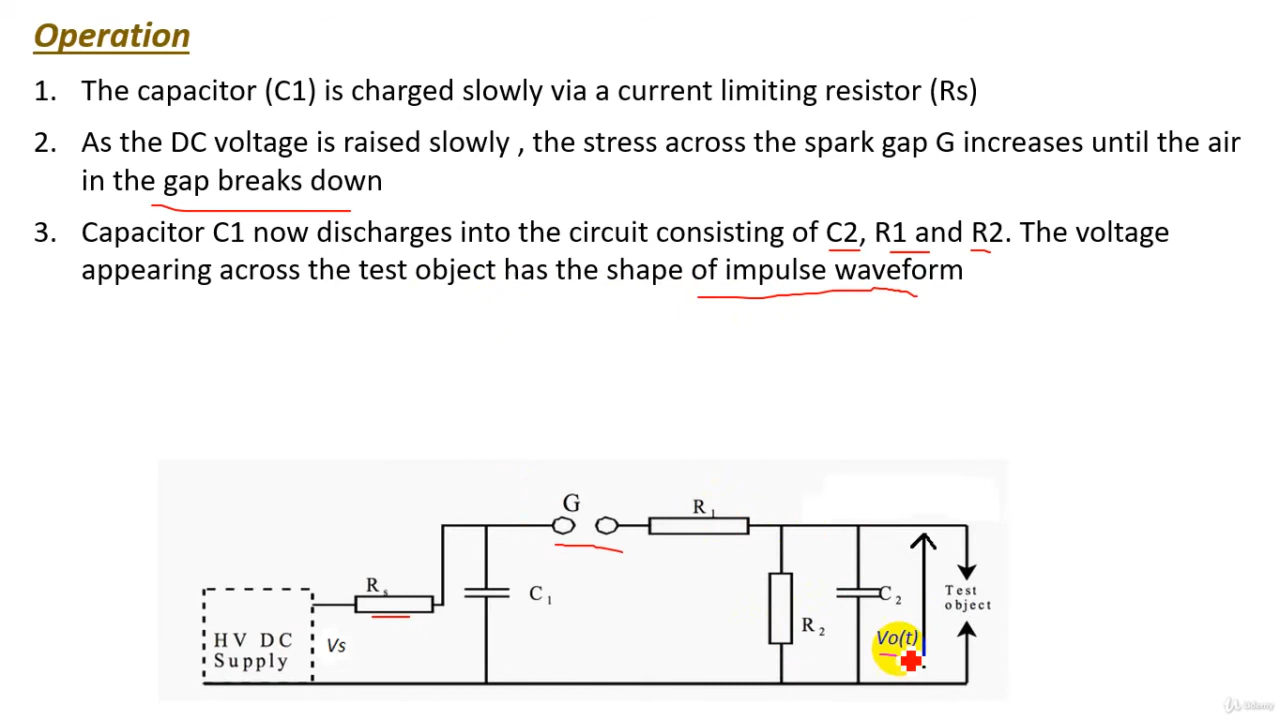 Operation
1. The capacitor (C1) is charged slowly via a current limiting resistor (Rs)
2. As the DC voltage is raised slowly , the stress across the spark gap G increases until the air
in the gap breaks down
3. Capacitor C1 now discharges into the circuit consisting of C2, R1 and R2. The voltage
appearing across the test object has the shape of impulse waveform
G
R1
Rs
C1
C2
Test
object
R2
Vo(t)
HV DC
Supply
Vs
Udemy